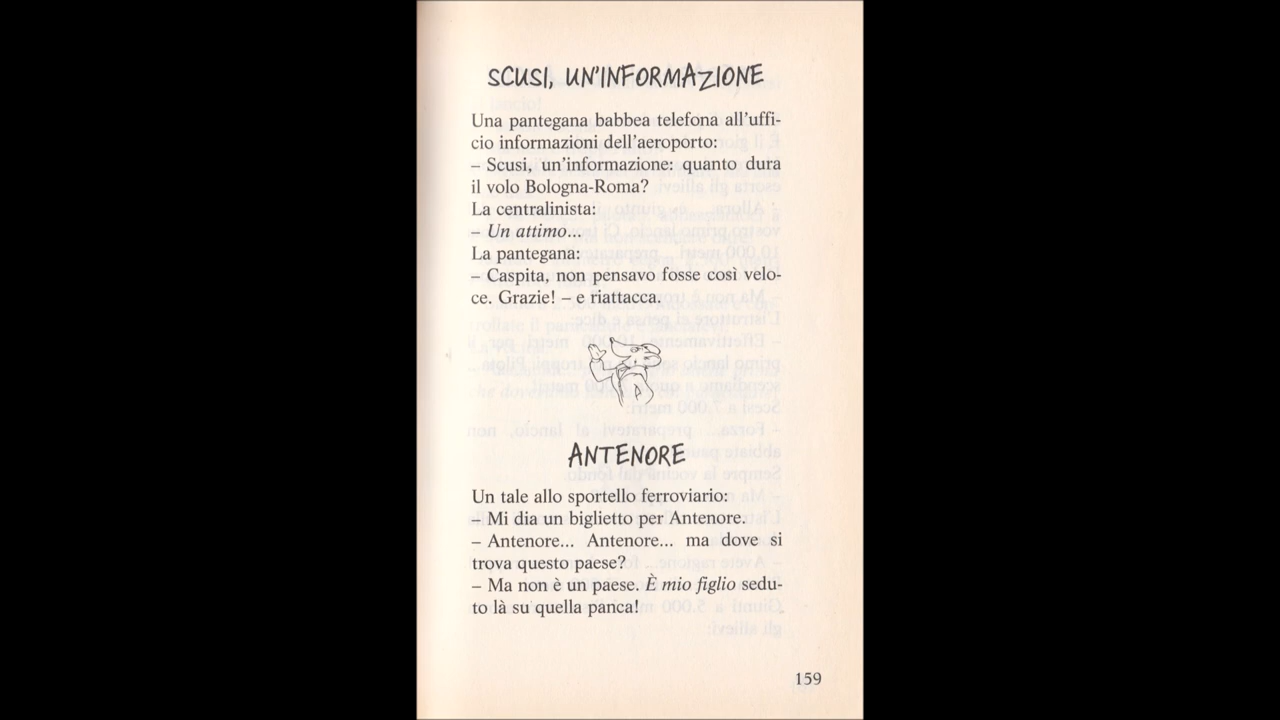 SCUSI, UN'INFORMAZIONE
Una pantegana babbea telefona all'uffi-
cio informazioni dell'aeroporto:
– Scusi, un'informazione: quanto dura
il volo Bologna-Roma?
La centralinista:
– Un attimo...
La pantegana:
– Caspita, non pensavo fosse così velo-
ce. Grazie! – e riattacca.
ANTENORE
Un tale allo sportello ferroviario:
– Mi dia un biglietto per Antenore.
– Antenore... Antenore... ma dove si
trova questo paese?
– Ma non è un paese. È mio figlio sedu-
to là su quella panca!
159